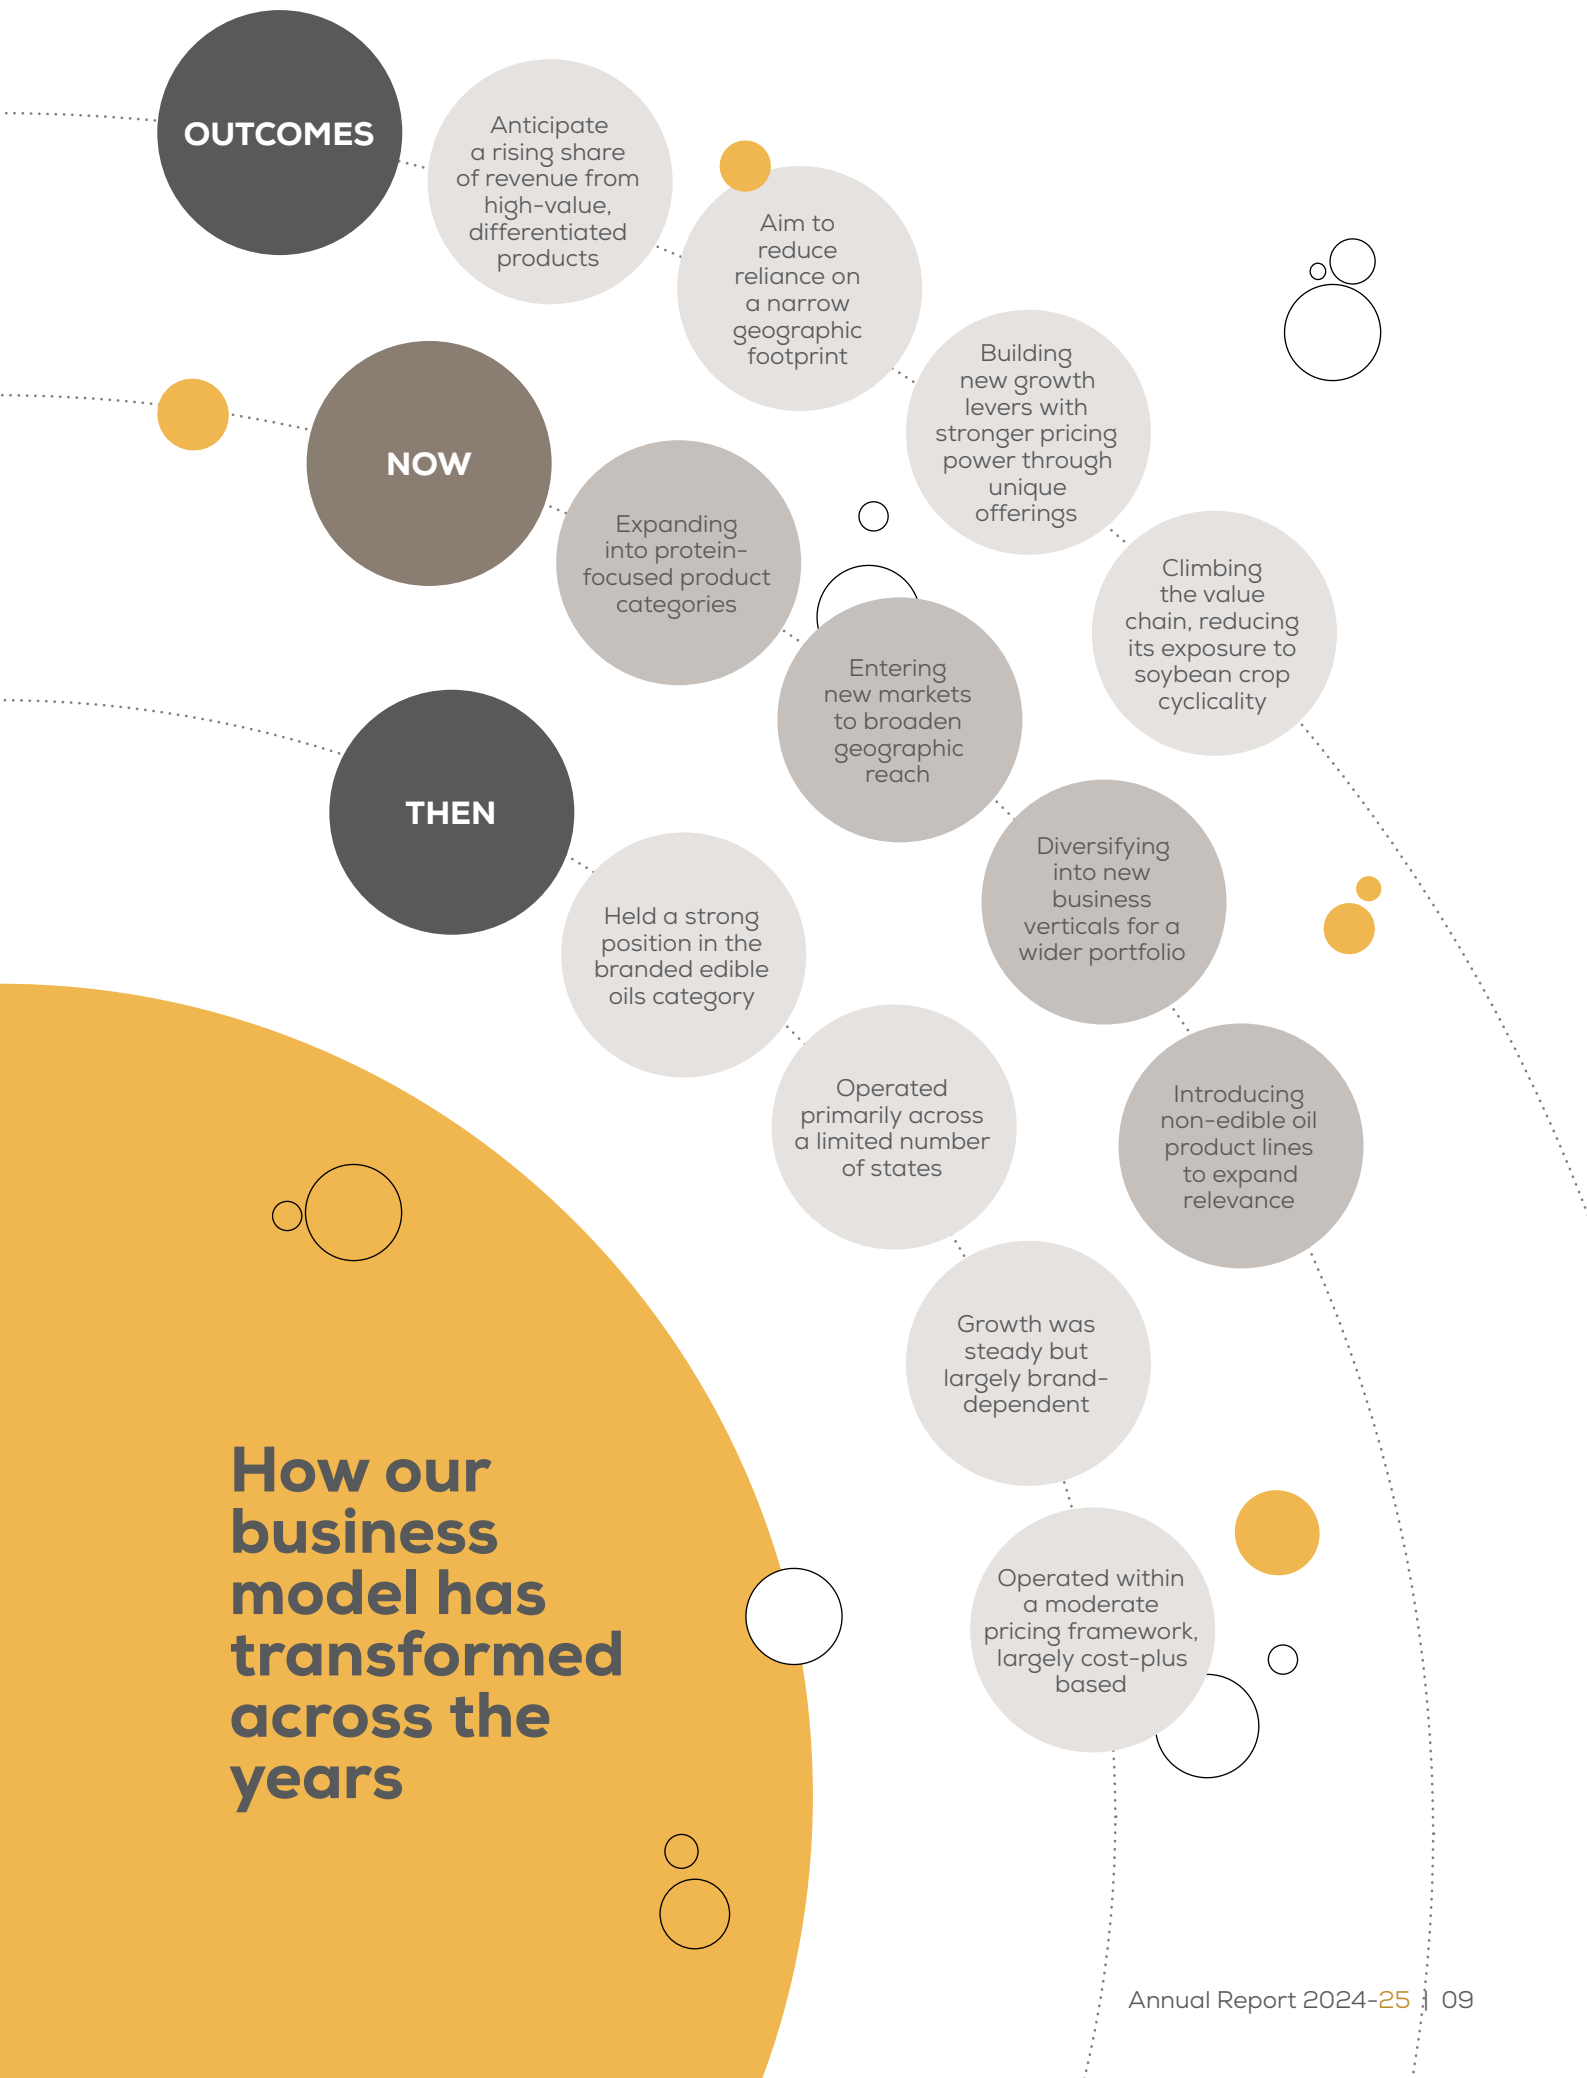 OUTCOMES
Anticipate
a rising share
of revenue from
high-value,
differentiated
products
Aim to
reduce
reliance on
a narrow
geographic
footprint
Building
new growth
levers with
stronger pricing
power through
unique
offerings
Climbing
the value
chain, reducing
its exposure to
soybean crop
cyclicality
NOW
Expanding
into protein-
focused product
categories
Entering
new markets
to broaden
geographic
reach
Diversifying
into new
business
verticals for a
wider portfolio
Introducing
non-edible oil
product lines
to expand
relevance
THEN
Held a strong
position in the
branded edible
oils category
Operated
primarily across
a limited number
of states
Growth was
steady but
largely brand-
dependent
Operated within
a moderate
pricing framework,
largely cost-plus
based
How our
business
model has
transformed
across the
years
Annual Report 2024-25 | 09